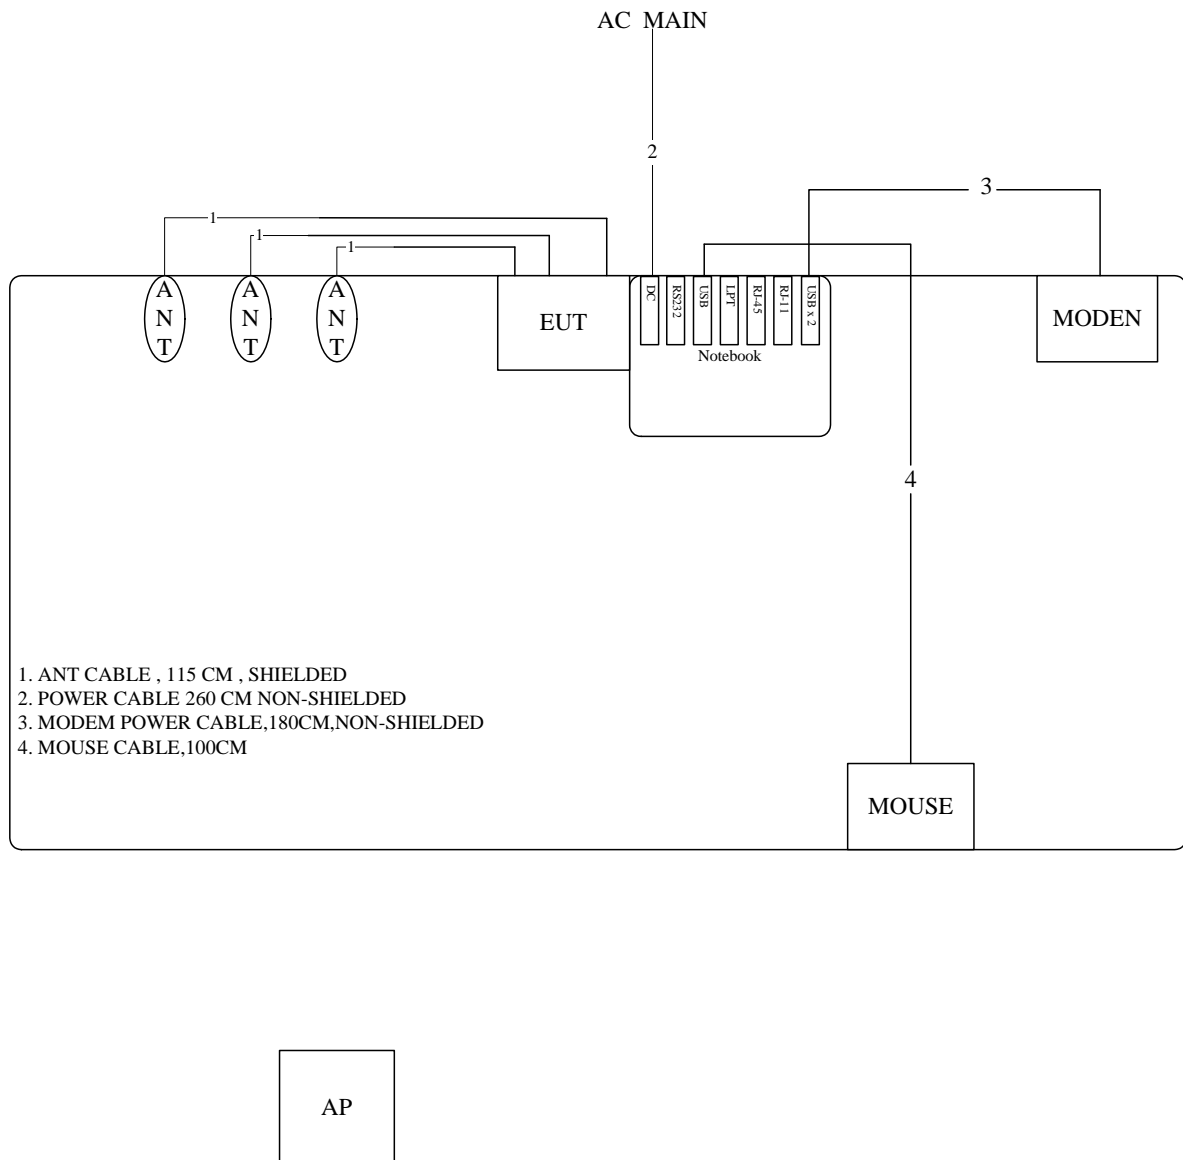 AC MAIN
2
3
1
1
1
A
N
T
A
N
T
A
N
T
EUT
DC
RS232
USB
LPT
RJ-45
RJ-11
USB x 2
Notebook
MODEN
4
1. ANT CABLE , 115 CM , SHIELDED
2. POWER CABLE 260 CM NON-SHIELDED
3. MODEM POWER CABLE,180CM,NON-SHIELDED
4. MOUSE CABLE,100CM
MOUSE
AP